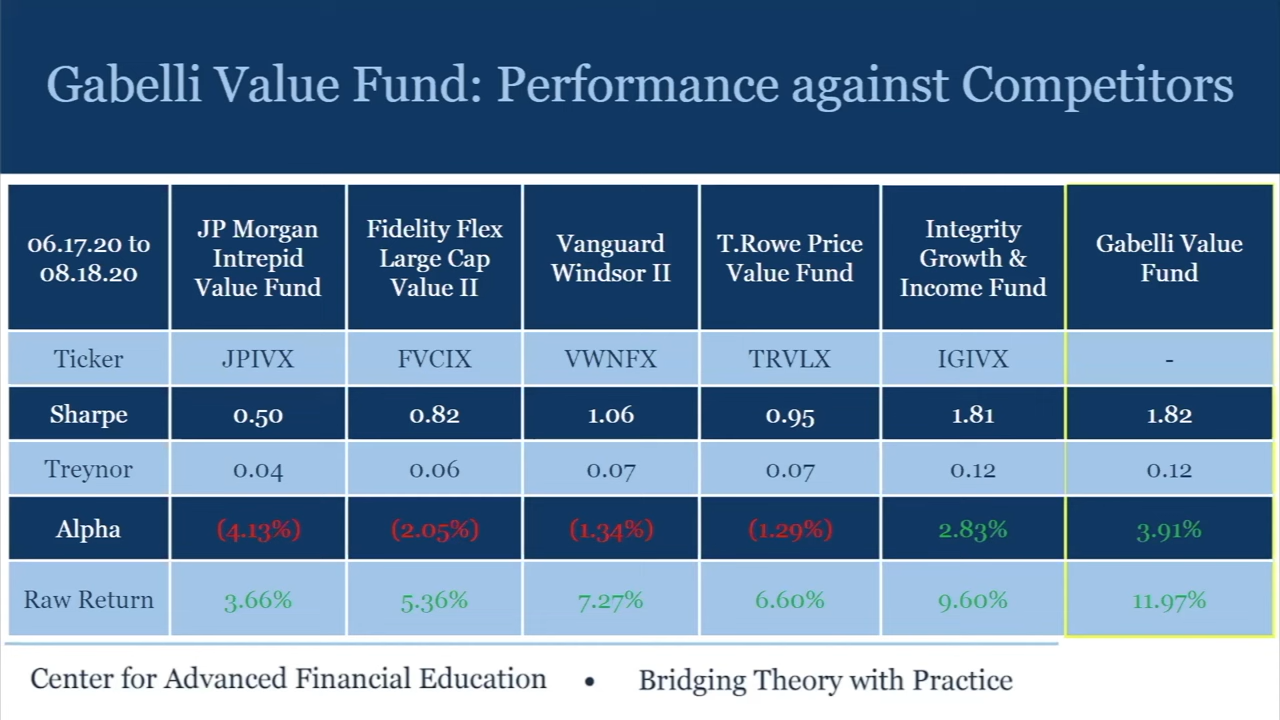 Gabelli Value Fund: Performance against Competitors
06.17.20 to
08.18.20
JP Morgan
Intrepid
Value Fund
Fidelity Flex
Large Cap
Value II
Vanguard
Windsor II
T.Rowe Price
Value Fund
Integrity
Growth &
Income Fund
Gabelli Value
Fund
Ticker JPIVX FVCIX VWNFX TRVLX IGIVX -
Sharpe 0.50 0.82 1.06 0.95 1.81 1.82
Treynor 0.04 0.06 0.07 0.07 0.12 0.12
Alpha (4.13%) (2.05%) (1.34%) (1.29%) 2.83% 3.91%
Raw Return 3.66% 5.36% 7.27% 6.60% 9.60% 11.97%
Center for Advanced Financial Education • Bridging Theory with Practice